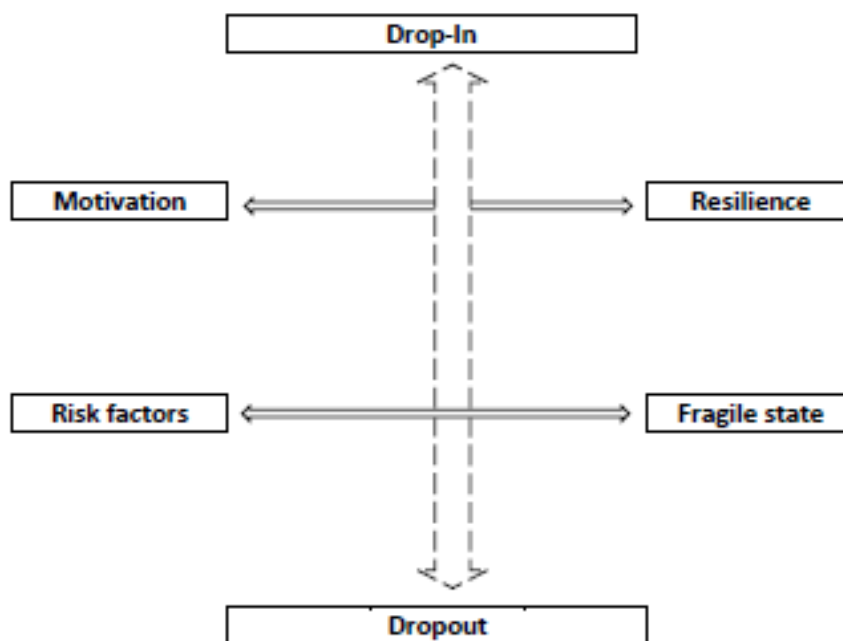 Drop-In
Motivation
Resilience
Risk factors
Fragile state
Dropout